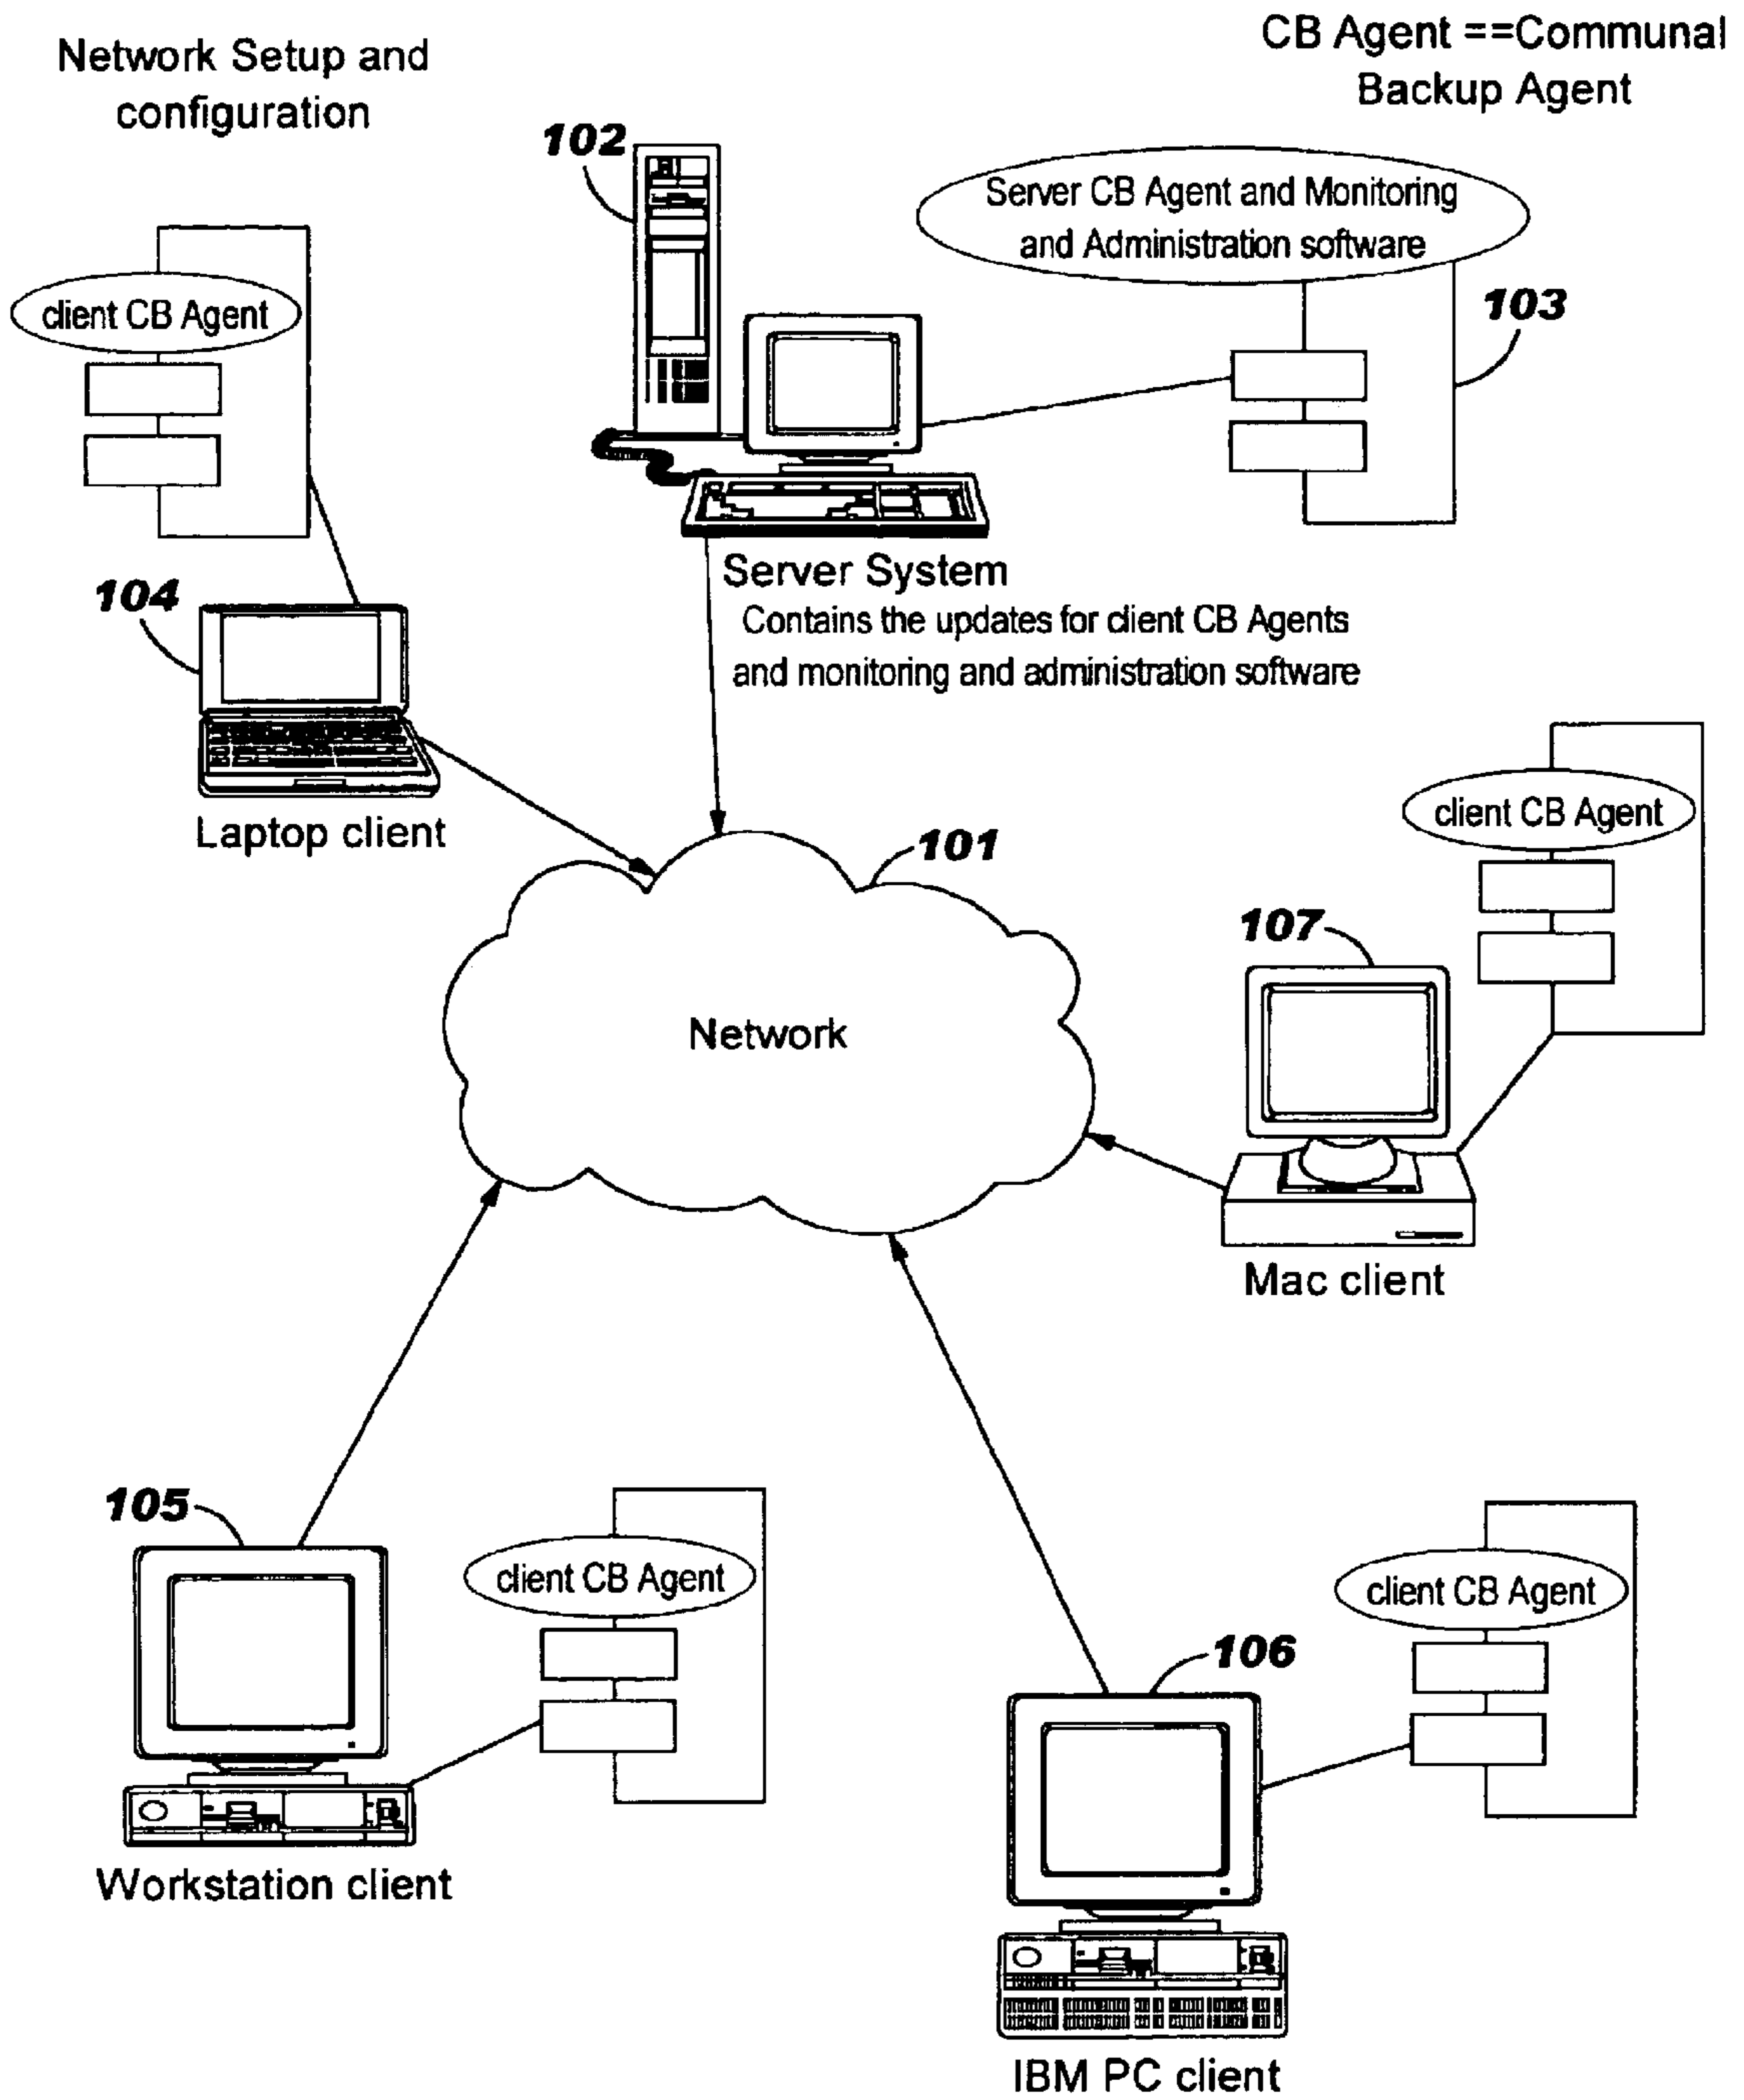 Network Setup and
configuration
CB Agent ==Communal
Backup Agent
102
Server CB Agent and Monitoring
and Administration software
103
client CB Agent
Server System
Contains the updates for client CB Agents
and monitoring and administration software
104
Laptop client
101
Network
client CB Agent
107
Mac client
105
client CB Agent
Workstation client
106
client CB Agent
IBM PC client